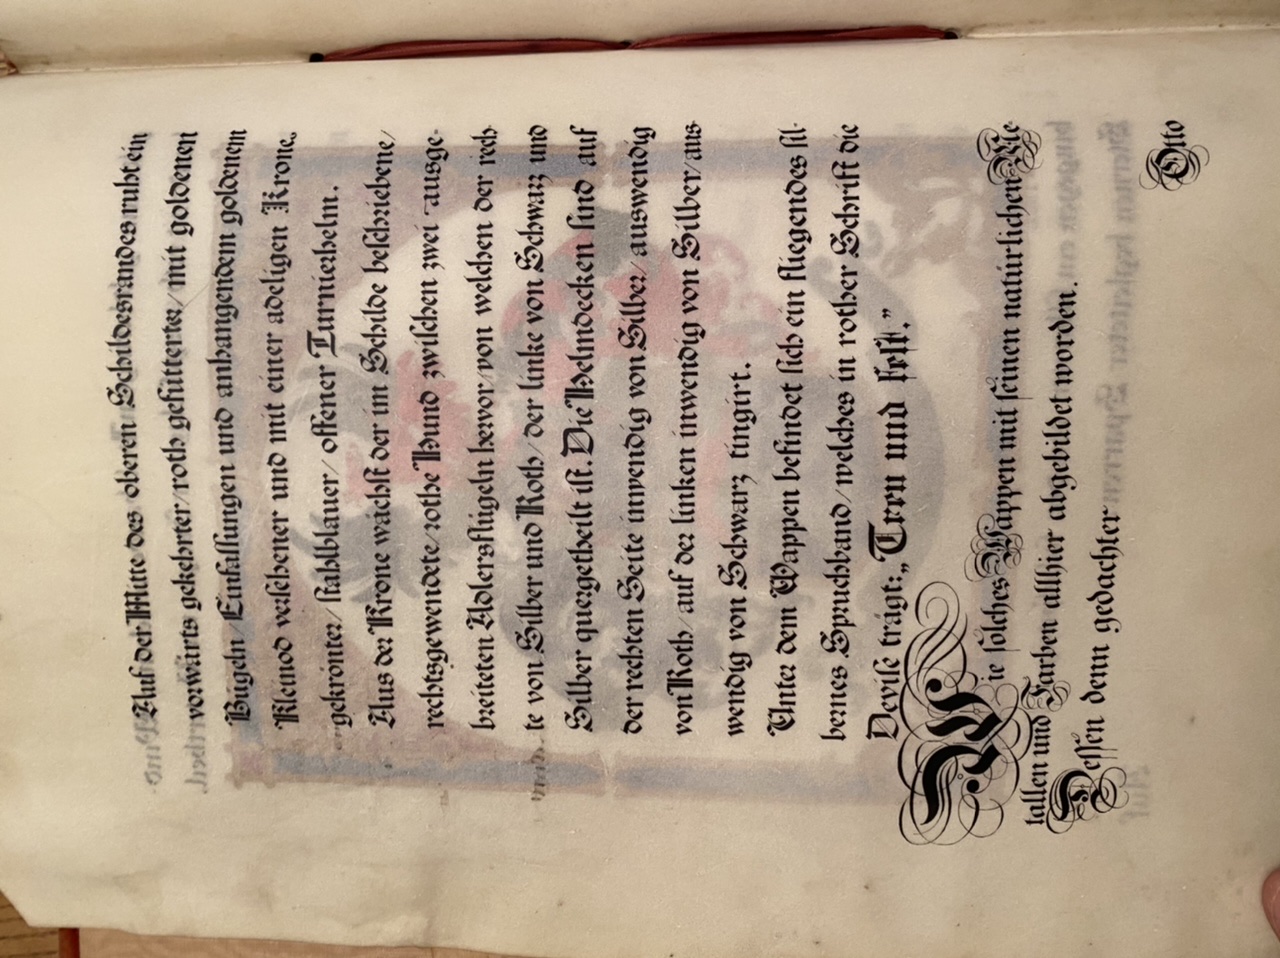 Auf der Mitte des oberen Schildesrandes ruht ein
vorwärts gekehrter/ roth gefütterter/ mit goldenen
Bügeln/ Einfassungen und anhangendem goldenem
Kleinod versehener und mit einer adeligen Krone
gekrönter/ stahlblauer/ offener Turnierhelm.
Aus der Krone wächst der im Schilde beschriebene/
rechtsgewendete/ rothe Hund zwischen zwei ausge-
breiteten Adlersflügeln hervor/ von welchen der rech-
te von Silber und Roth/ der linke von Schwarz und
Silber quergetheilt ist. Die Helmdecken sind auf
der rechten Seite inwendig von Silber/ auswendig
von Roth/ auf der linken inwendig von Silber/ aus-
wendig von Schwarz tingirt.
Unter dem Wappen befindet sich ein fliegendes sil-
bernes Spruchband/ welches in rother Schrift die
Devise trägt: „Treu und fest.”
Wie solches Wappen mit seinen natürlichen Me-
tallen und Farben allhier abgebildet worden.
Dessen denn gedachter
Otto